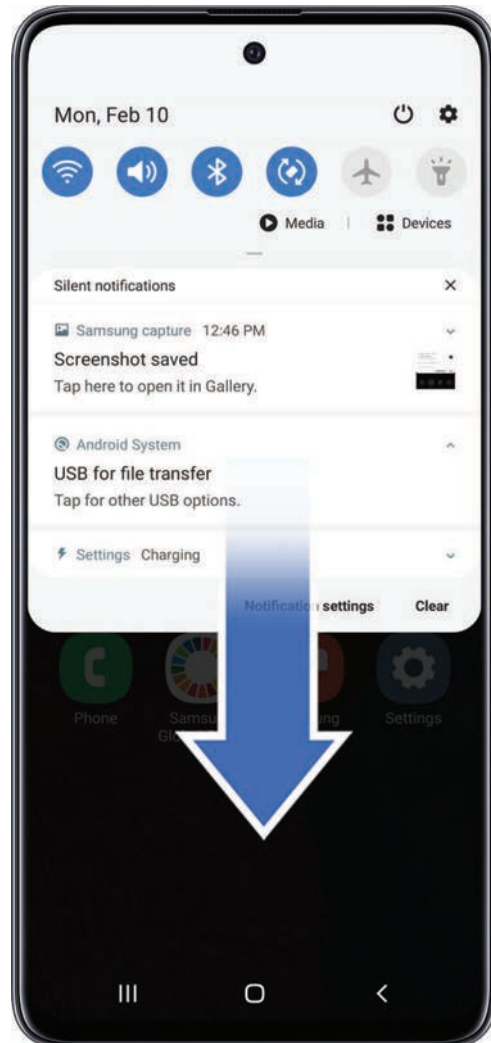 Mon, Feb 10
Media
Devices
Silent notifications
Samsung capture 12:46 PM
Screenshot saved
Tap here to open it in Gallery.
Android System
USB for file transfer
Tap for other USB options.
Settings Charging
Notification settings Clear
Phone
Settings